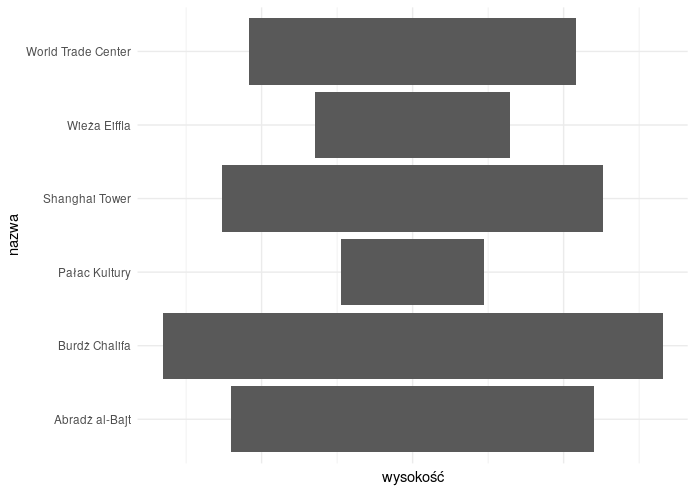 World Trade Center
Wieża Eiffla
Shanghai Tower
Pałac Kultury
Burdż Chalifa
Abradż al-Bajt
nazwa
wysokość